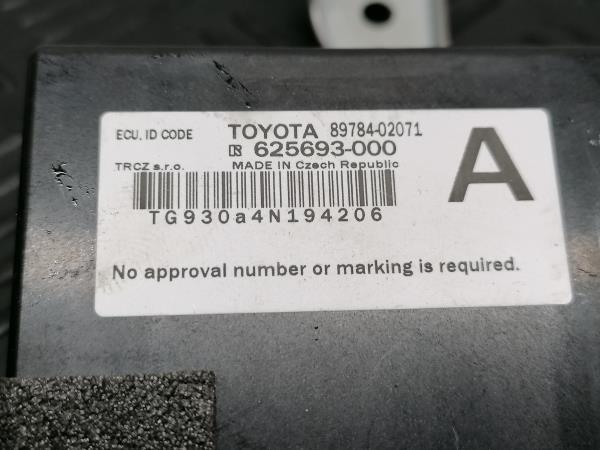 ECU, ID CODE TOYOTA 89784-02071
625693-000
TRCZ s.r.o. MADE IN Czech Republic
A
TG930a4N194206
No approval number or marking is required.